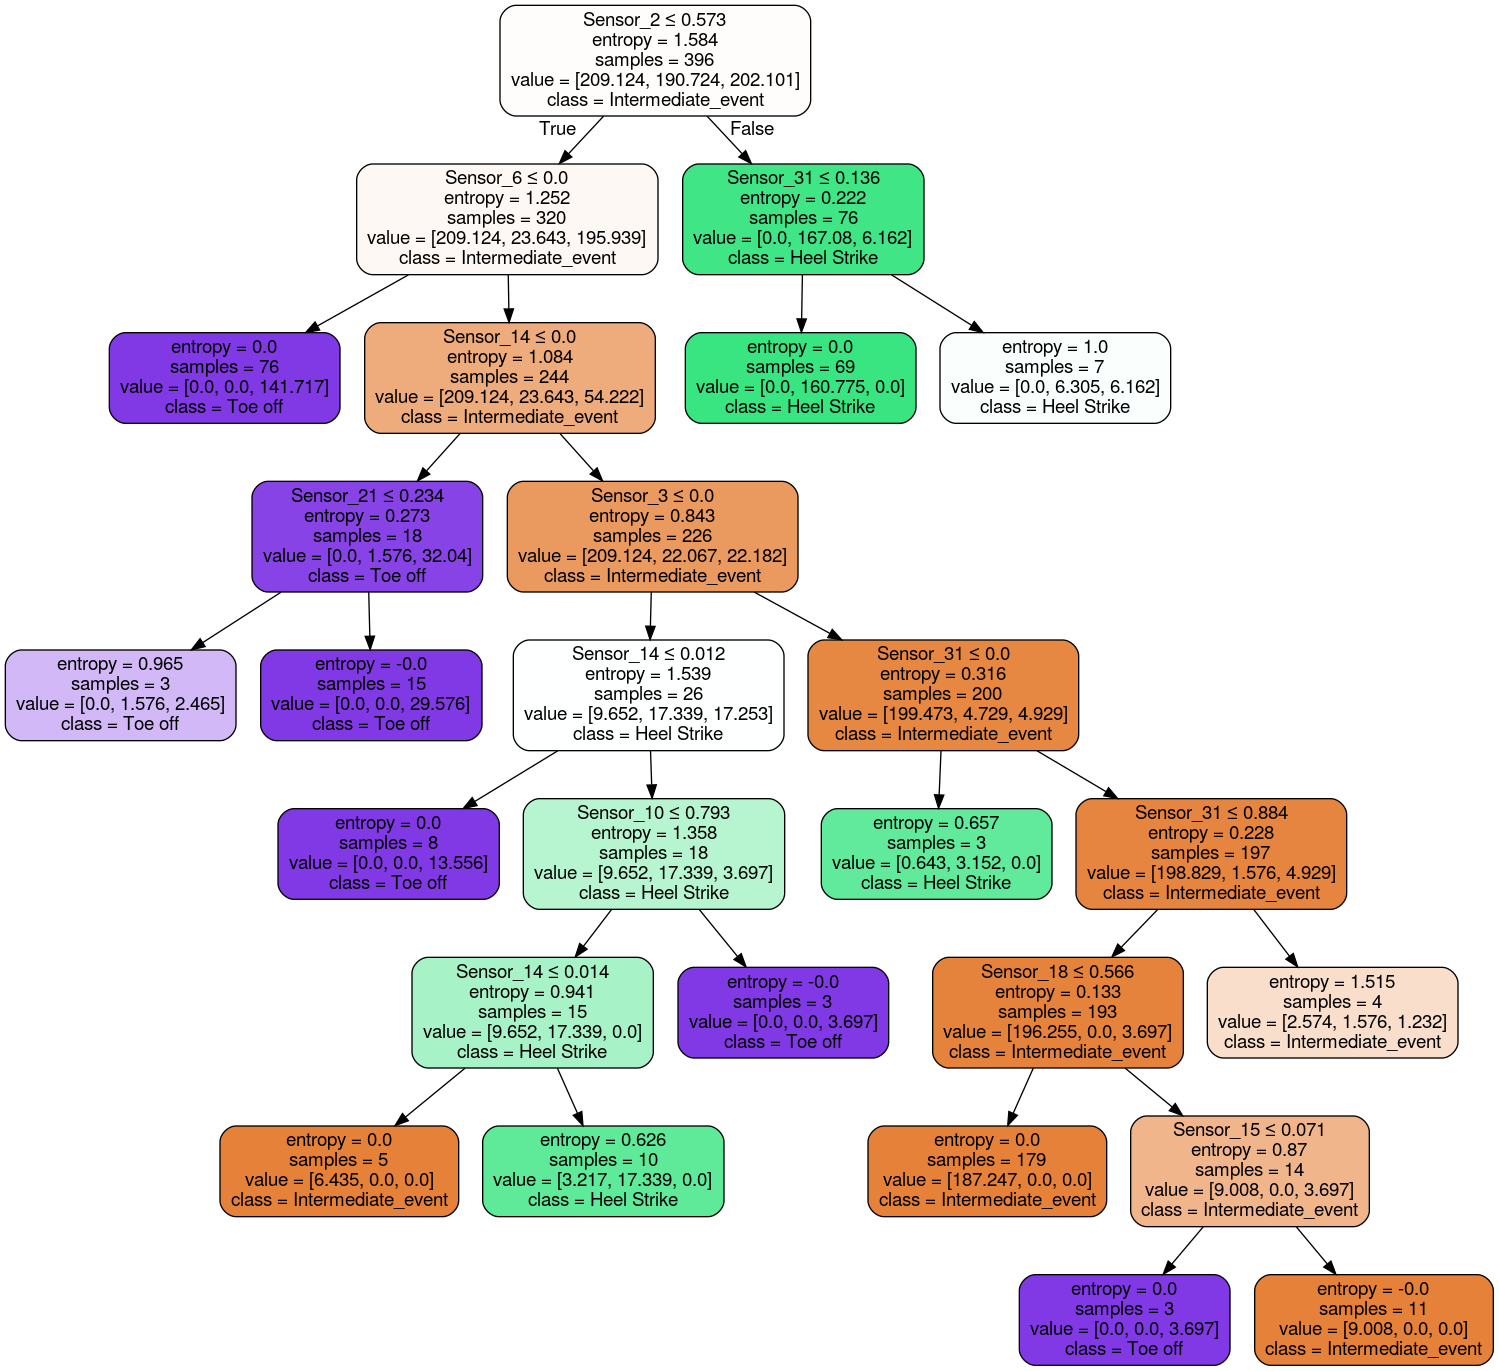 Sensor_2 ≤ 0.573
entropy = 1.584
samples = 396
value = [209.124, 190.724, 202.101]
class = Intermediate_event
True
False
Sensor_6 ≤ 0.0
entropy = 1.252
samples = 320
value = [209.124, 23.643, 195.939]
class = Intermediate_event
Sensor_31 ≤ 0.136
entropy = 0.222
samples = 76
value = [0.0, 167.08, 6.162]
class = Heel Strike
entropy = 0.0
samples = 76
value = [0.0, 0.0, 141.717]
class = Toe off
Sensor_14 ≤ 0.0
entropy = 1.084
samples = 244
value = [209.124, 23.643, 54.222]
class = Intermediate_event
entropy = 0.0
samples = 69
value = [0.0, 160.775, 0.0]
class = Heel Strike
entropy = 1.0
samples = 7
value = [0.0, 6.305, 6.162]
class = Heel Strike
Sensor_21 ≤ 0.234
entropy = 0.273
samples = 18
value = [0.0, 1.576, 32.04]
class = Toe off
Sensor_3 ≤ 0.0
entropy = 0.843
samples = 226
value = [209.124, 22.067, 22.182]
class = Intermediate_event
entropy = 0.965
samples = 3
value = [0.0, 1.576, 2.465]
class = Toe off
entropy = -0.0
samples = 15
value = [0.0, 0.0, 29.576]
class = Toe off
Sensor_14 ≤ 0.012
entropy = 1.539
samples = 26
value = [9.652, 17.339, 17.253]
class = Heel Strike
Sensor_31 ≤ 0.0
entropy = 0.316
samples = 200
value = [199.473, 4.729, 4.929]
class = Intermediate_event
entropy = 0.0
samples = 8
value = [0.0, 0.0, 13.556]
class = Toe off
Sensor_10 ≤ 0.793
entropy = 1.358
samples = 18
value = [9.652, 17.339, 3.697]
class = Heel Strike
entropy = 0.657
samples = 3
value = [0.643, 3.152, 0.0]
class = Heel Strike
Sensor_31 ≤ 0.884
entropy = 0.228
samples = 197
value = [198.829, 1.576, 4.929]
class = Intermediate_event
Sensor_14 ≤ 0.014
entropy = 0.941
samples = 15
value = [9.652, 17.339, 0.0]
class = Heel Strike
entropy = -0.0
samples = 3
value = [0.0, 0.0, 3.697]
class = Toe off
Sensor_18 ≤ 0.566
entropy = 0.133
samples = 193
value = [196.255, 0.0, 3.697]
class = Intermediate_event
entropy = 1.515
samples = 4
value = [2.574, 1.576, 1.232]
class = Intermediate_event
entropy = 0.0
samples = 5
value = [6.435, 0.0, 0.0]
class = Intermediate_event
entropy = 0.626
samples = 10
value = [3.217, 17.339, 0.0]
class = Heel Strike
entropy = 0.0
samples = 179
value = [187.247, 0.0, 0.0]
class = Intermediate_event
Sensor_15 ≤ 0.071
entropy = 0.87
samples = 14
value = [9.008, 0.0, 3.697]
class = Intermediate_event
entropy = 0.0
samples = 3
value = [0.0, 0.0, 3.697]
class = Toe off
entropy = -0.0
samples = 11
value = [9.008, 0.0, 0.0]
class = Intermediate_event